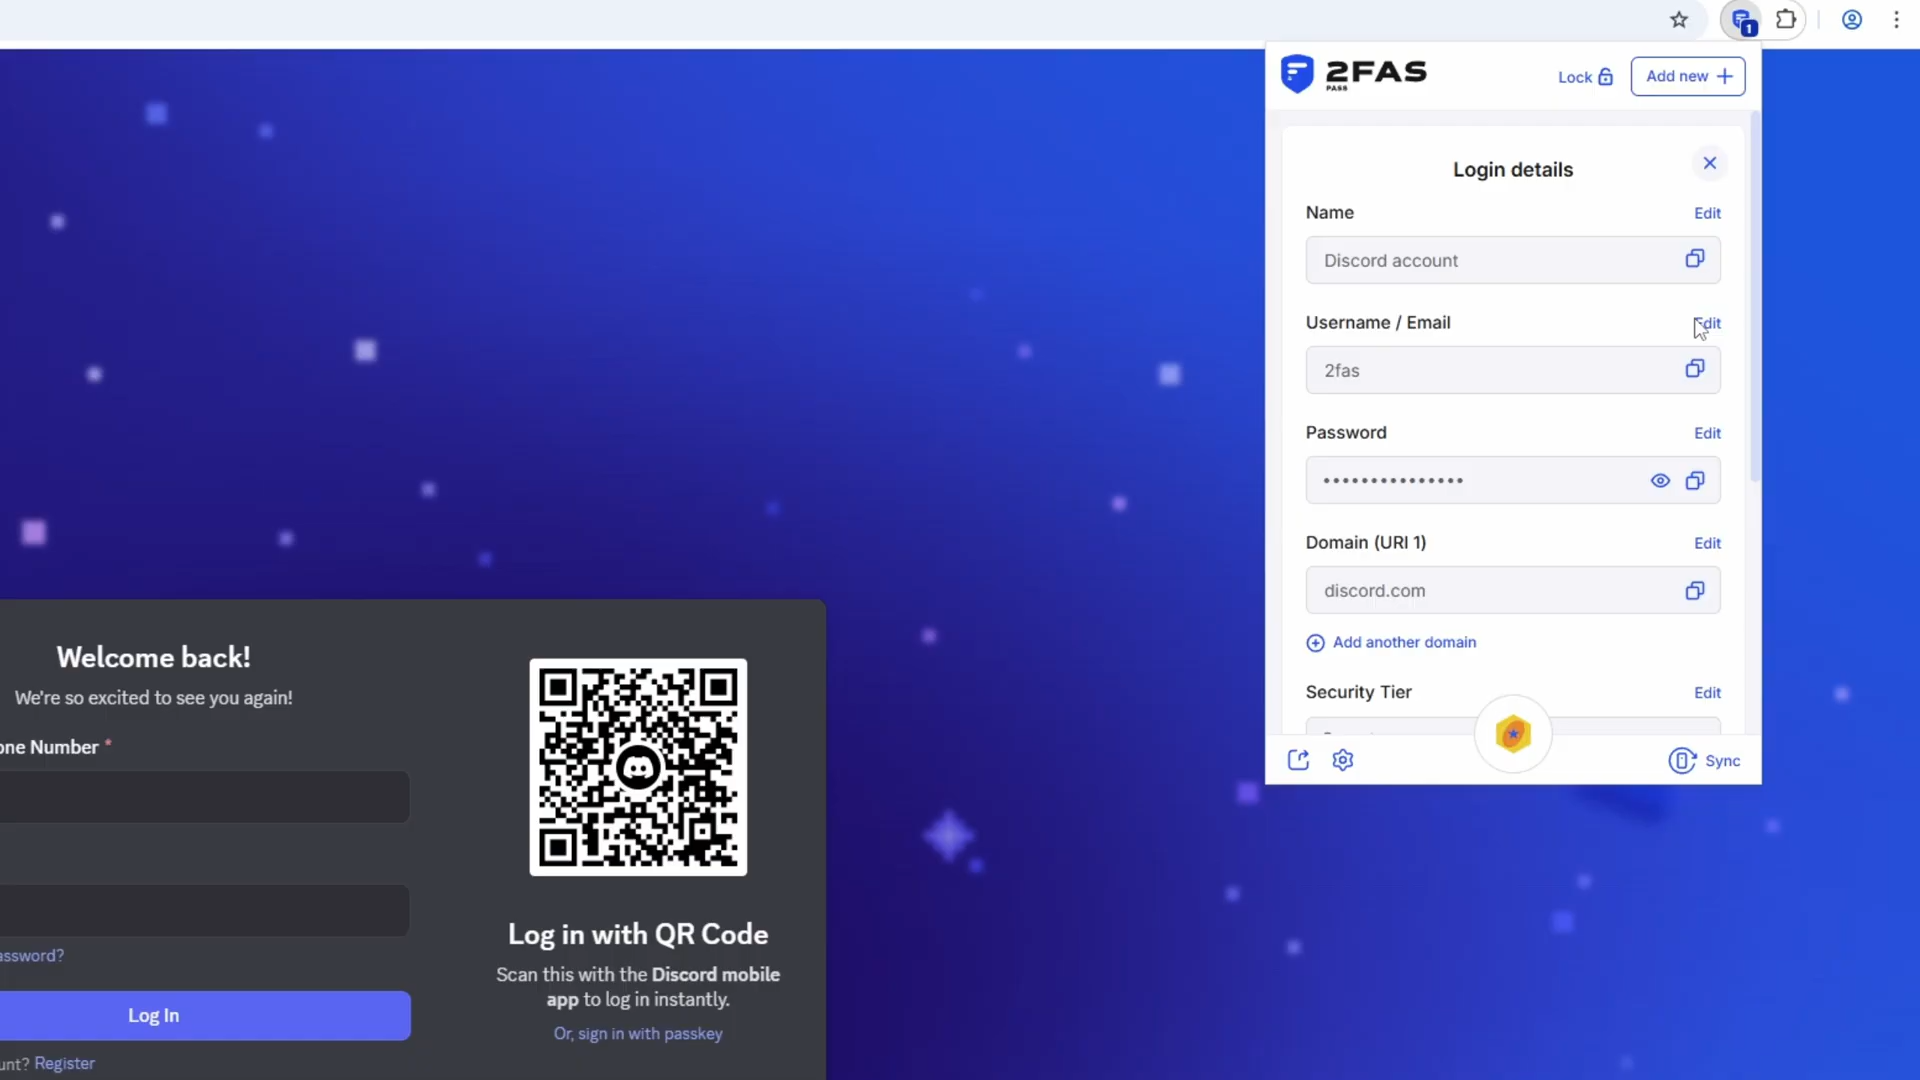 1
2FAS
PASS
Lock
Add new
Login details
Name
Edit
Discord account
Username / Email
Edit
2fas
Password
Edit
•••••••••••••••
Domain (URI 1)
Edit
discord.com
Add another domain
Security Tier
Edit
Sync
Welcome back!
We're so excited to see you again!
one Number *
assword?
Log In
unt? Register
Log in with QR Code
Scan this with the Discord mobile
app to log in instantly.
Or, sign in with passkey